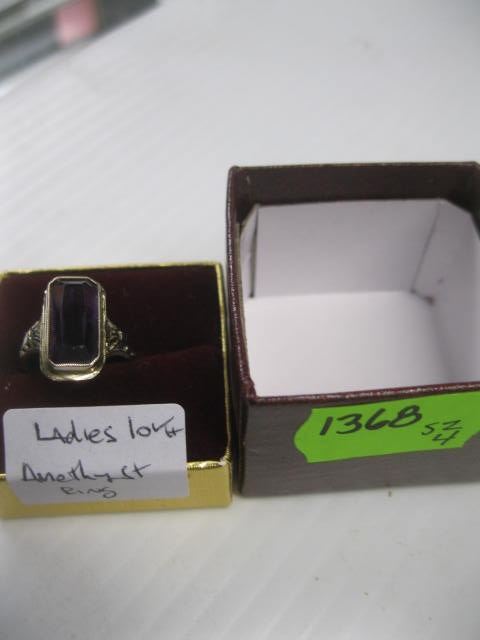 Ladies 10Kt
Amethyst
Ring
1368
SZ
4